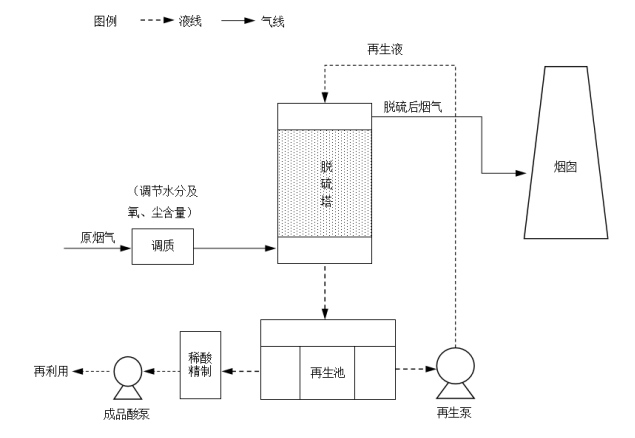 图例 液线 气线
再生液
脱硫后烟气
烟囱
脱
硫
塔
（调节水分及
氧、尘含量）
原烟气
调质
稀酸
精制
再生池
再利用
成品酸泵
再生泵